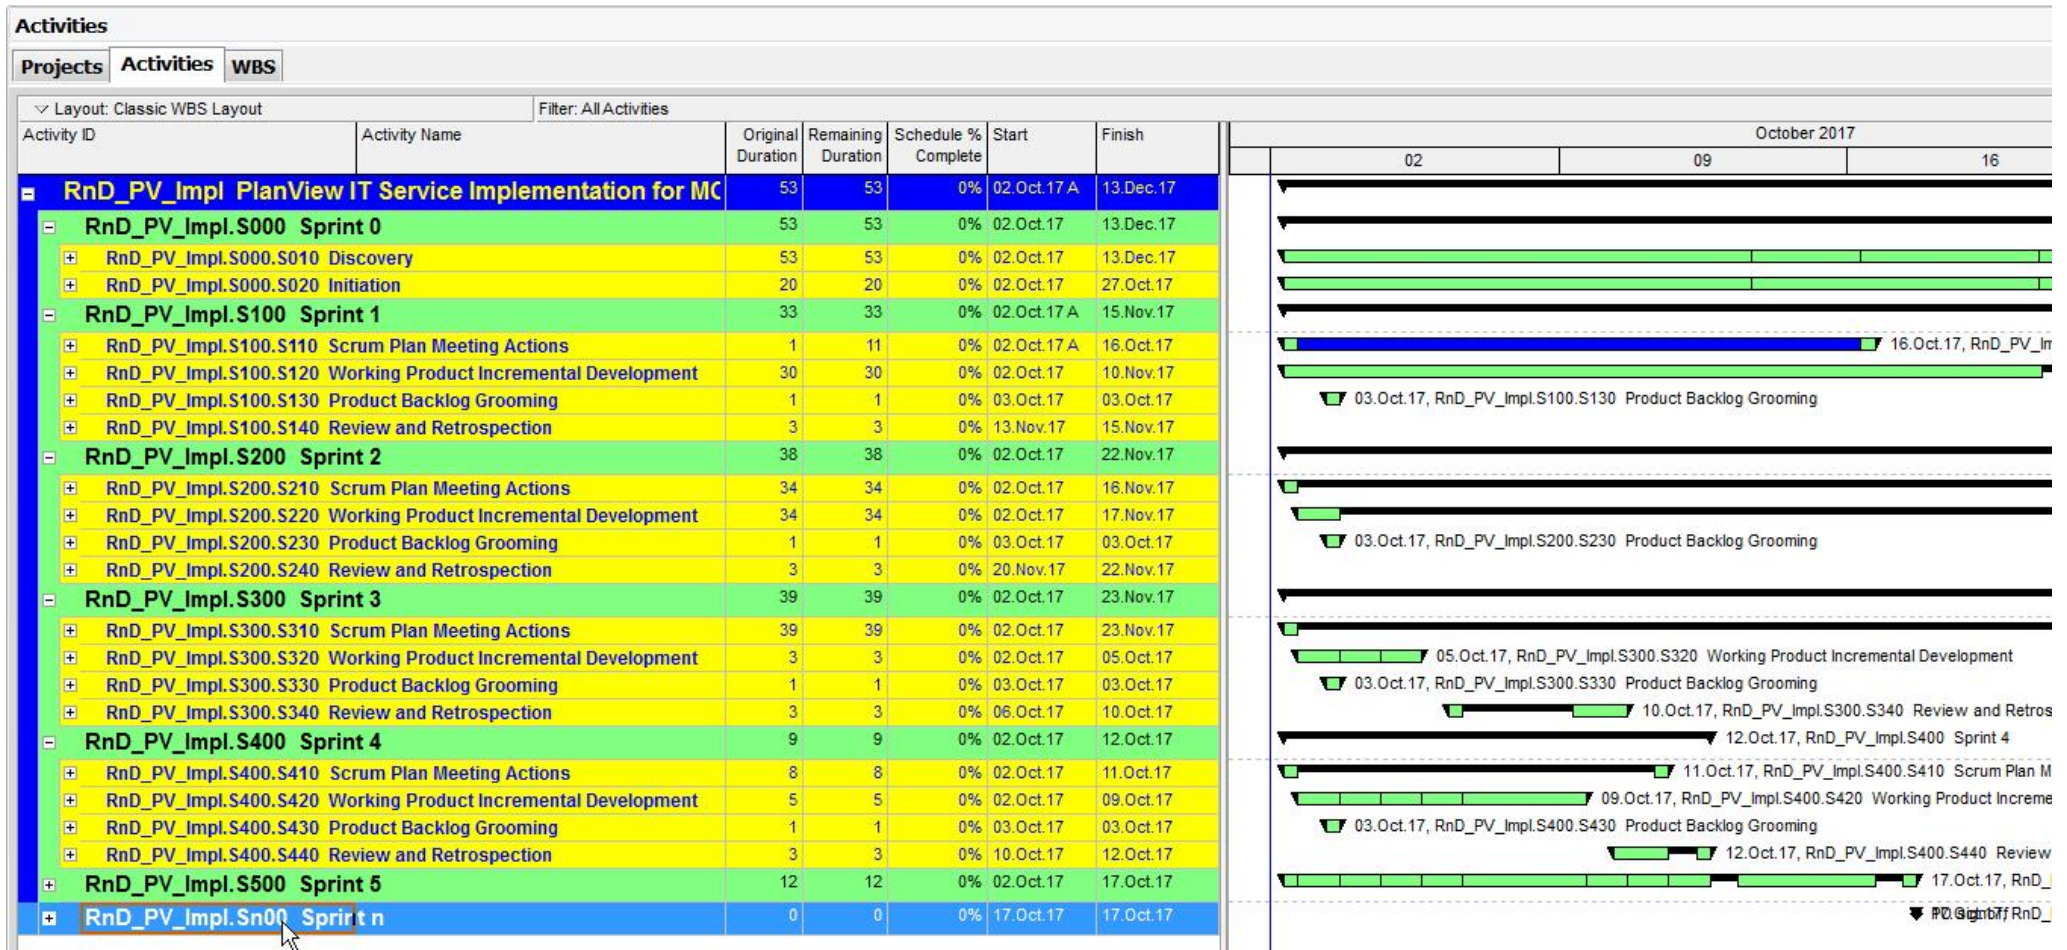 Activities
Projects Activities WBS
Layout: Classic WBS Layout Filter: All Activities
Activity ID Activity Name Original Duration Remaining Duration Schedule % Complete Start Finish October 2017
02 09 16
RnD_PV_Impl PlanView IT Service Implementation for MC 53 53 0% 02.Oct.17 A 13.Dec.17
RnD_PV_Impl.S000 Sprint 0 53 53 0% 02.Oct.17 13.Dec.17
RnD_PV_Impl.S000.S010 Discovery 53 53 0% 02.Oct.17 13.Dec.17
RnD_PV_Impl.S000.S020 Initiation 20 20 0% 02.Oct.17 27.Oct.17
RnD_PV_Impl.S100 Sprint 1 33 33 0% 02.Oct.17 A 15.Nov.17
RnD_PV_Impl.S100.S110 Scrum Plan Meeting Actions 1 11 0% 02.Oct.17 A 16.Oct.17 16.Oct.17, RnD_PV_Im
RnD_PV_Impl.S100.S120 Working Product Incremental Development 30 30 0% 02.Oct.17 10.Nov.17
RnD_PV_Impl.S100.S130 Product Backlog Grooming 1 1 0% 03.Oct.17 03.Oct.17 03.Oct.17, RnD_PV_Impl.S100.S130 Product Backlog Grooming
RnD_PV_Impl.S100.S140 Review and Retrospection 3 3 0% 13.Nov.17 15.Nov.17
RnD_PV_Impl.S200 Sprint 2 38 38 0% 02.Oct.17 22.Nov.17
RnD_PV_Impl.S200.S210 Scrum Plan Meeting Actions 34 34 0% 02.Oct.17 16.Nov.17
RnD_PV_Impl.S200.S220 Working Product Incremental Development 34 34 0% 02.Oct.17 17.Nov.17
RnD_PV_Impl.S200.S230 Product Backlog Grooming 1 1 0% 03.Oct.17 03.Oct.17 03.Oct.17, RnD_PV_Impl.S200.S230 Product Backlog Grooming
RnD_PV_Impl.S200.S240 Review and Retrospection 3 3 0% 20.Nov.17 22.Nov.17
RnD_PV_Impl.S300 Sprint 3 39 39 0% 02.Oct.17 23.Nov.17
RnD_PV_Impl.S300.S310 Scrum Plan Meeting Actions 39 39 0% 02.Oct.17 23.Nov.17
RnD_PV_Impl.S300.S320 Working Product Incremental Development 3 3 0% 02.Oct.17 05.Oct.17 05.Oct.17, RnD_PV_Impl.S300.S320 Working Product Incremental Development
RnD_PV_Impl.S300.S330 Product Backlog Grooming 1 1 0% 03.Oct.17 03.Oct.17 03.Oct.17, RnD_PV_Impl.S300.S330 Product Backlog Grooming
RnD_PV_Impl.S300.S340 Review and Retrospection 3 3 0% 06.Oct.17 10.Oct.17 10.Oct.17, RnD_PV_Impl.S300.S340 Review and Retros
RnD_PV_Impl.S400 Sprint 4 9 9 0% 02.Oct.17 12.Oct.17 12.Oct.17, RnD_PV_Impl.S400 Sprint 4
RnD_PV_Impl.S400.S410 Scrum Plan Meeting Actions 8 8 0% 02.Oct.17 11.Oct.17 11.Oct.17, RnD_PV_Impl.S400.S410 Scrum Plan M
RnD_PV_Impl.S400.S420 Working Product Incremental Development 5 5 0% 02.Oct.17 09.Oct.17 09.Oct.17, RnD_PV_Impl.S400.S420 Working Product Increme
RnD_PV_Impl.S400.S430 Product Backlog Grooming 1 1 0% 03.Oct.17 03.Oct.17 03.Oct.17, RnD_PV_Impl.S400.S430 Product Backlog Grooming
RnD_PV_Impl.S400.S440 Review and Retrospection 3 3 0% 10.Oct.17 12.Oct.17 12.Oct.17, RnD_PV_Impl.S400.S440 Review
RnD_PV_Impl.S500 Sprint 5 12 12 0% 02.Oct.17 17.Oct.17 17.Oct.17, RnD_
RnD_PV_Impl.Sn00 Sprint n 0 0 0% 17.Oct.17 17.Oct.17 RnD_